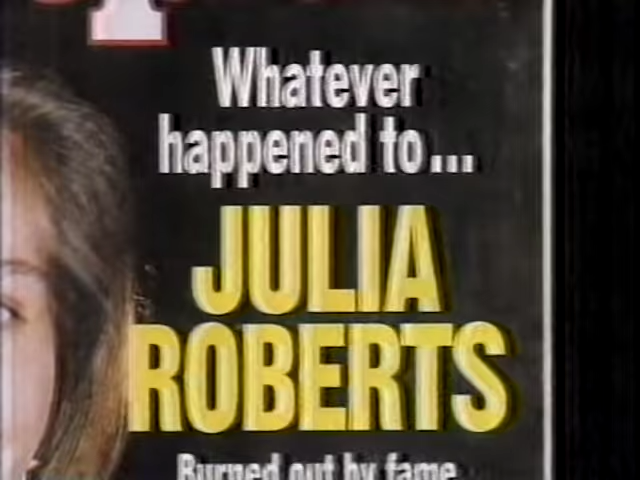 Whatever
happened to...
JULIA
ROBERTS
Burned out by fame